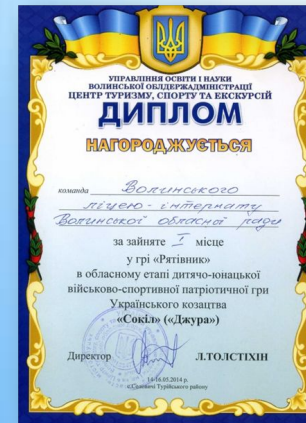 УПРАВЛІННЯ ОСВІТИ І НАУКИ
ВОЛИНСЬКОЇ ОБЛДЕРЖАДМІНІСТРАЦІЇ
ЦЕНТР ТУРИЗМУ, СПОРТУ ТА ЕКСКУРСІЙ
ДИПЛОМ
НАГОРОДЖУЄТЬСЯ
команда Волинського
ліцею-інтернату
Волинської обласної ради
за зайняте І місце
у грі «Рятівник»
в обласному етапі дитячо-юнацької
військово-спортивної патріотичної гри
Українського козацтва
«Сокіл» («Джура»)
Директор Л.ТОЛСТІХІН
14-16.05.2014 р.
Турійського району